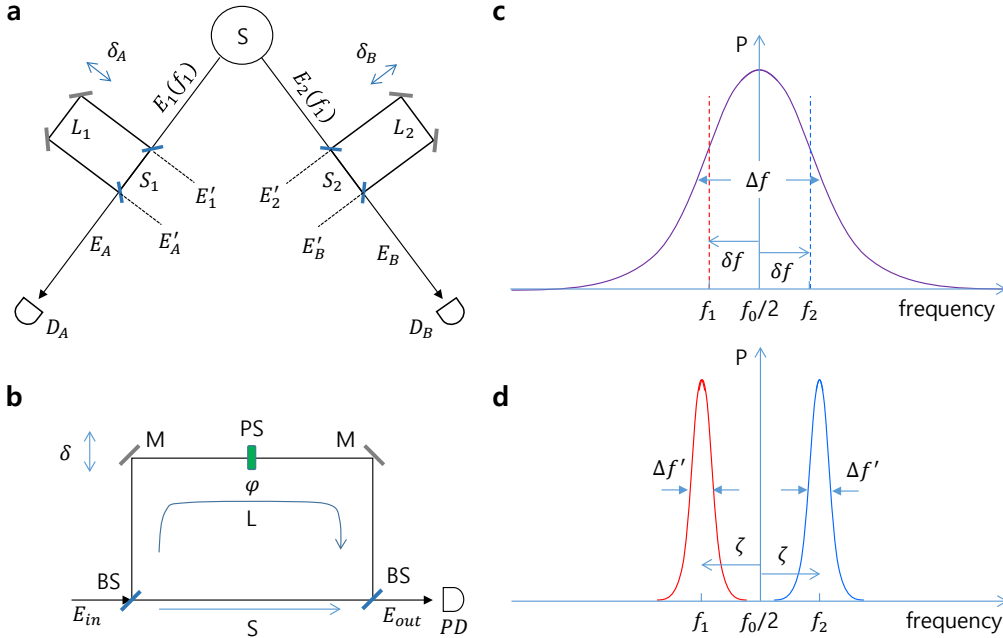 a
S
δ_A
δ_B
E_1(f_1)
E_2(f_1)
L_1
L_2
S_1
S_2
E'_1
E'_2
E'_A
E'_B
E_A
E_B
D_A
D_B
b
δ
M
PS
M
φ
L
BS
BS
E_in
E_out
S
PD
c
P
Δf
δf
δf
f_1
f_0/2
f_2
frequency
d
P
Δf'
Δf'
ζ
ζ
f_1
f_0/2
f_2
frequency